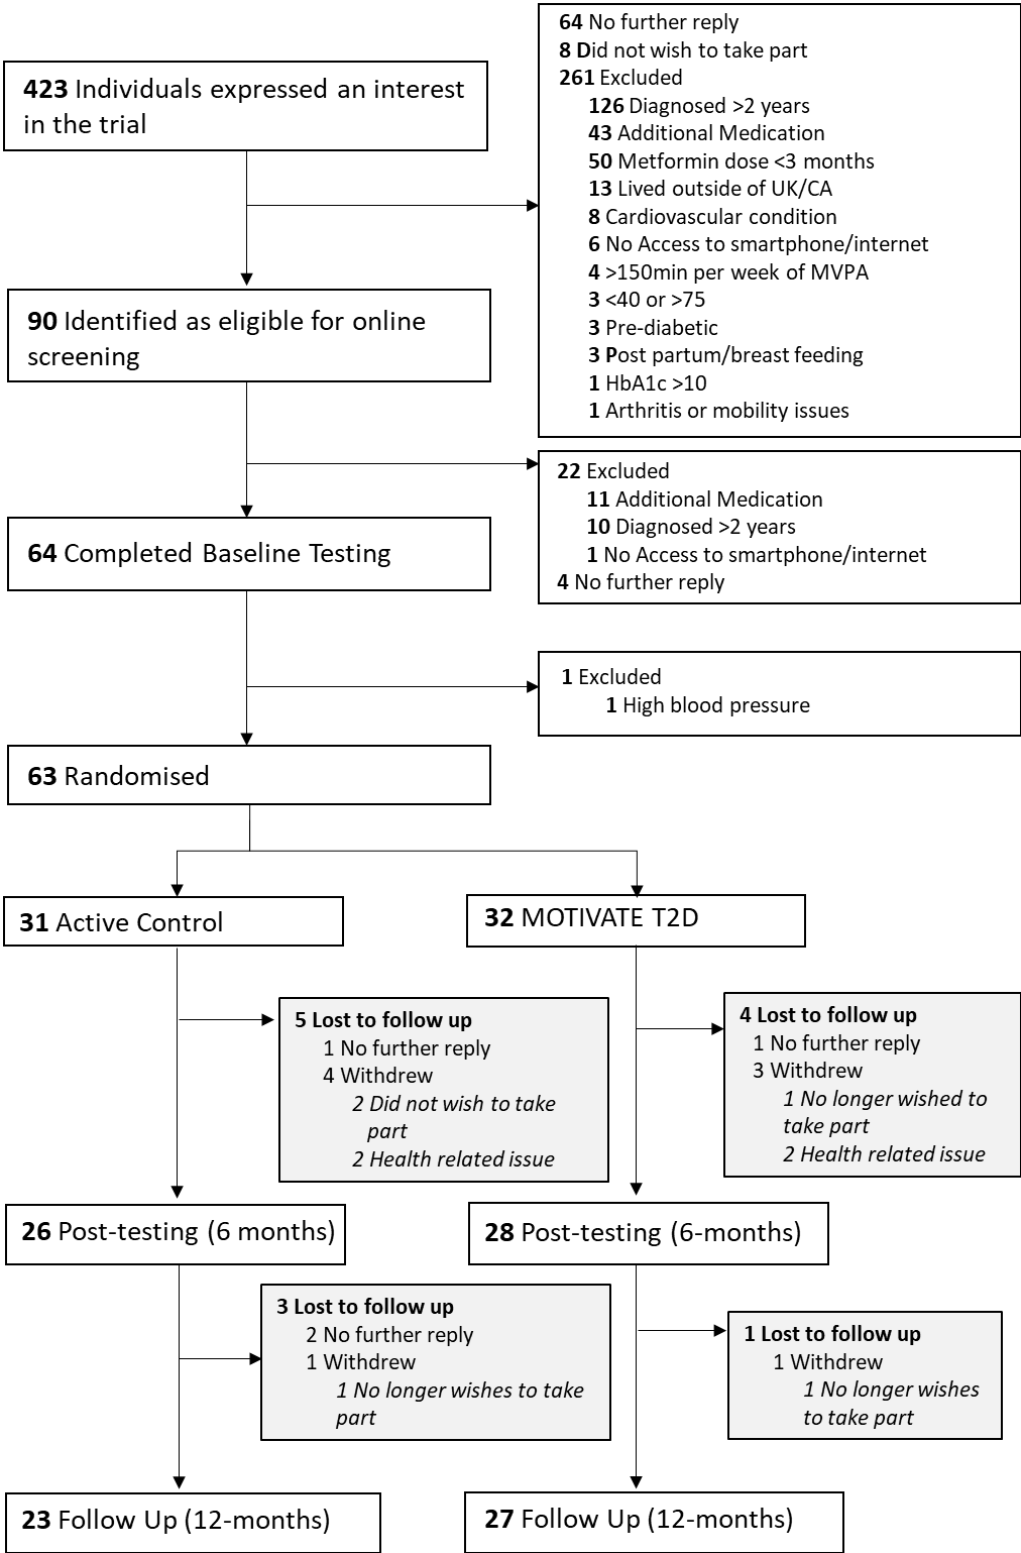 423 Individuals expressed an interest
in the trial
64 No further reply
8 Did not wish to take part
261 Excluded
126 Diagnosed >2 years
43 Additional Medication
50 Metformin dose <3 months
13 Lived outside of UK/CA
8 Cardiovascular condition
6 No Access to smartphone/internet
4 >150min per week of MVPA
3 <40 or >75
3 Pre-diabetic
3 Post partum/breast feeding
1 HbA1c >10
1 Arthritis or mobility issues
90 Identified as eligible for online
screening
22 Excluded
11 Additional Medication
10 Diagnosed >2 years
1 No Access to smartphone/internet
4 No further reply
64 Completed Baseline Testing
1 Excluded
1 High blood pressure
63 Randomised
31 Active Control
32 MOTIVATE T2D
5 Lost to follow up
1 No further reply
4 Withdrew
2 Did not wish to take
part
2 Health related issue
4 Lost to follow up
1 No further reply
3 Withdrew
1 No longer wished to
take part
2 Health related issue
26 Post-testing (6 months)
28 Post-testing (6-months)
3 Lost to follow up
2 No further reply
1 Withdrew
1 No longer wishes to take
part
1 Lost to follow up
1 Withdrew
1 No longer wishes
to take part
23 Follow Up (12-months)
27 Follow Up (12-months)